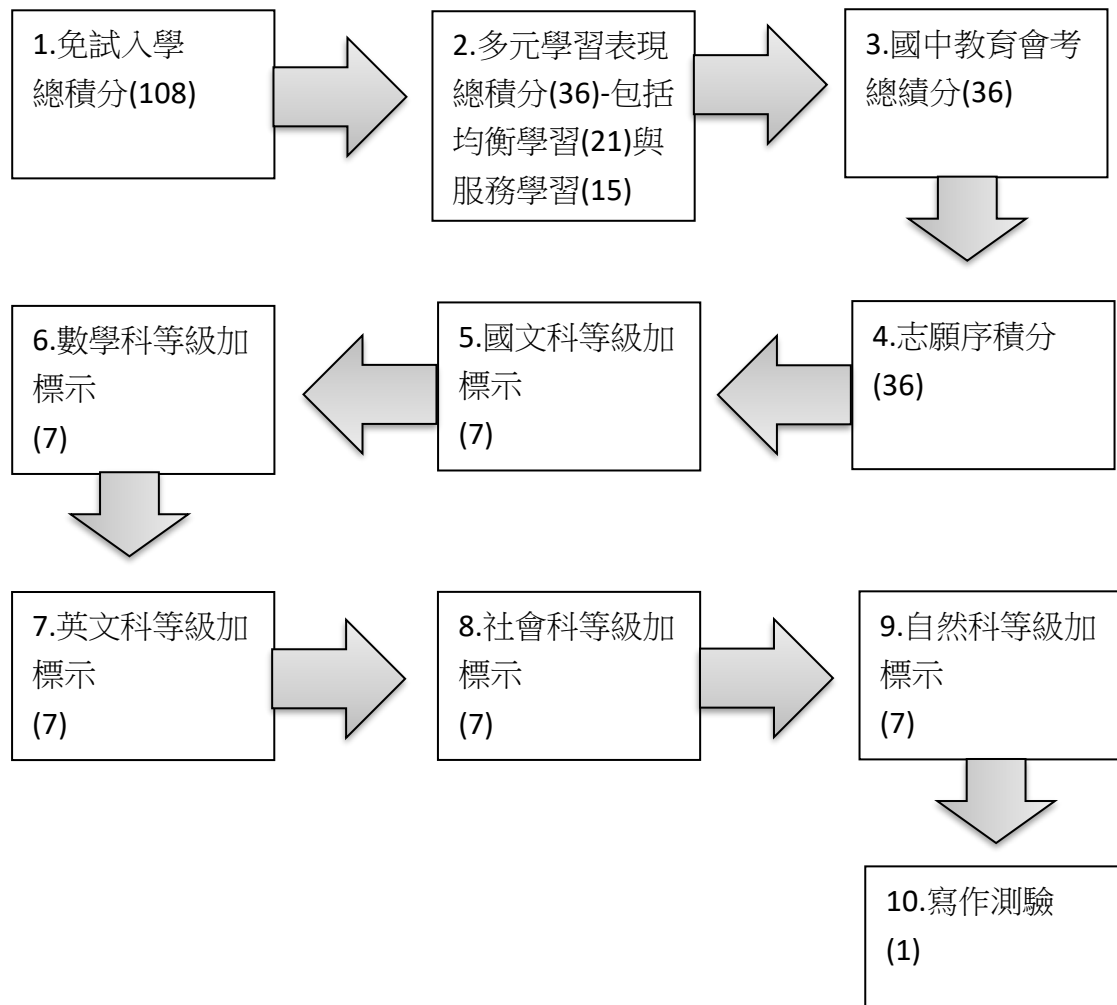 1.免試入學
總積分(108)
2.多元學習表現
總積分(36)-包括
均衡學習(21)與
服務學習(15)
3.國中教育會考
總績分(36)
4.志願序積分
(36)
5.國文科等級加
標示
(7)
6.數學科等級加
標示
(7)
7.英文科等級加
標示
(7)
8.社會科等級加
標示
(7)
9.自然科等級加
標示
(7)
10.寫作測驗
(1)